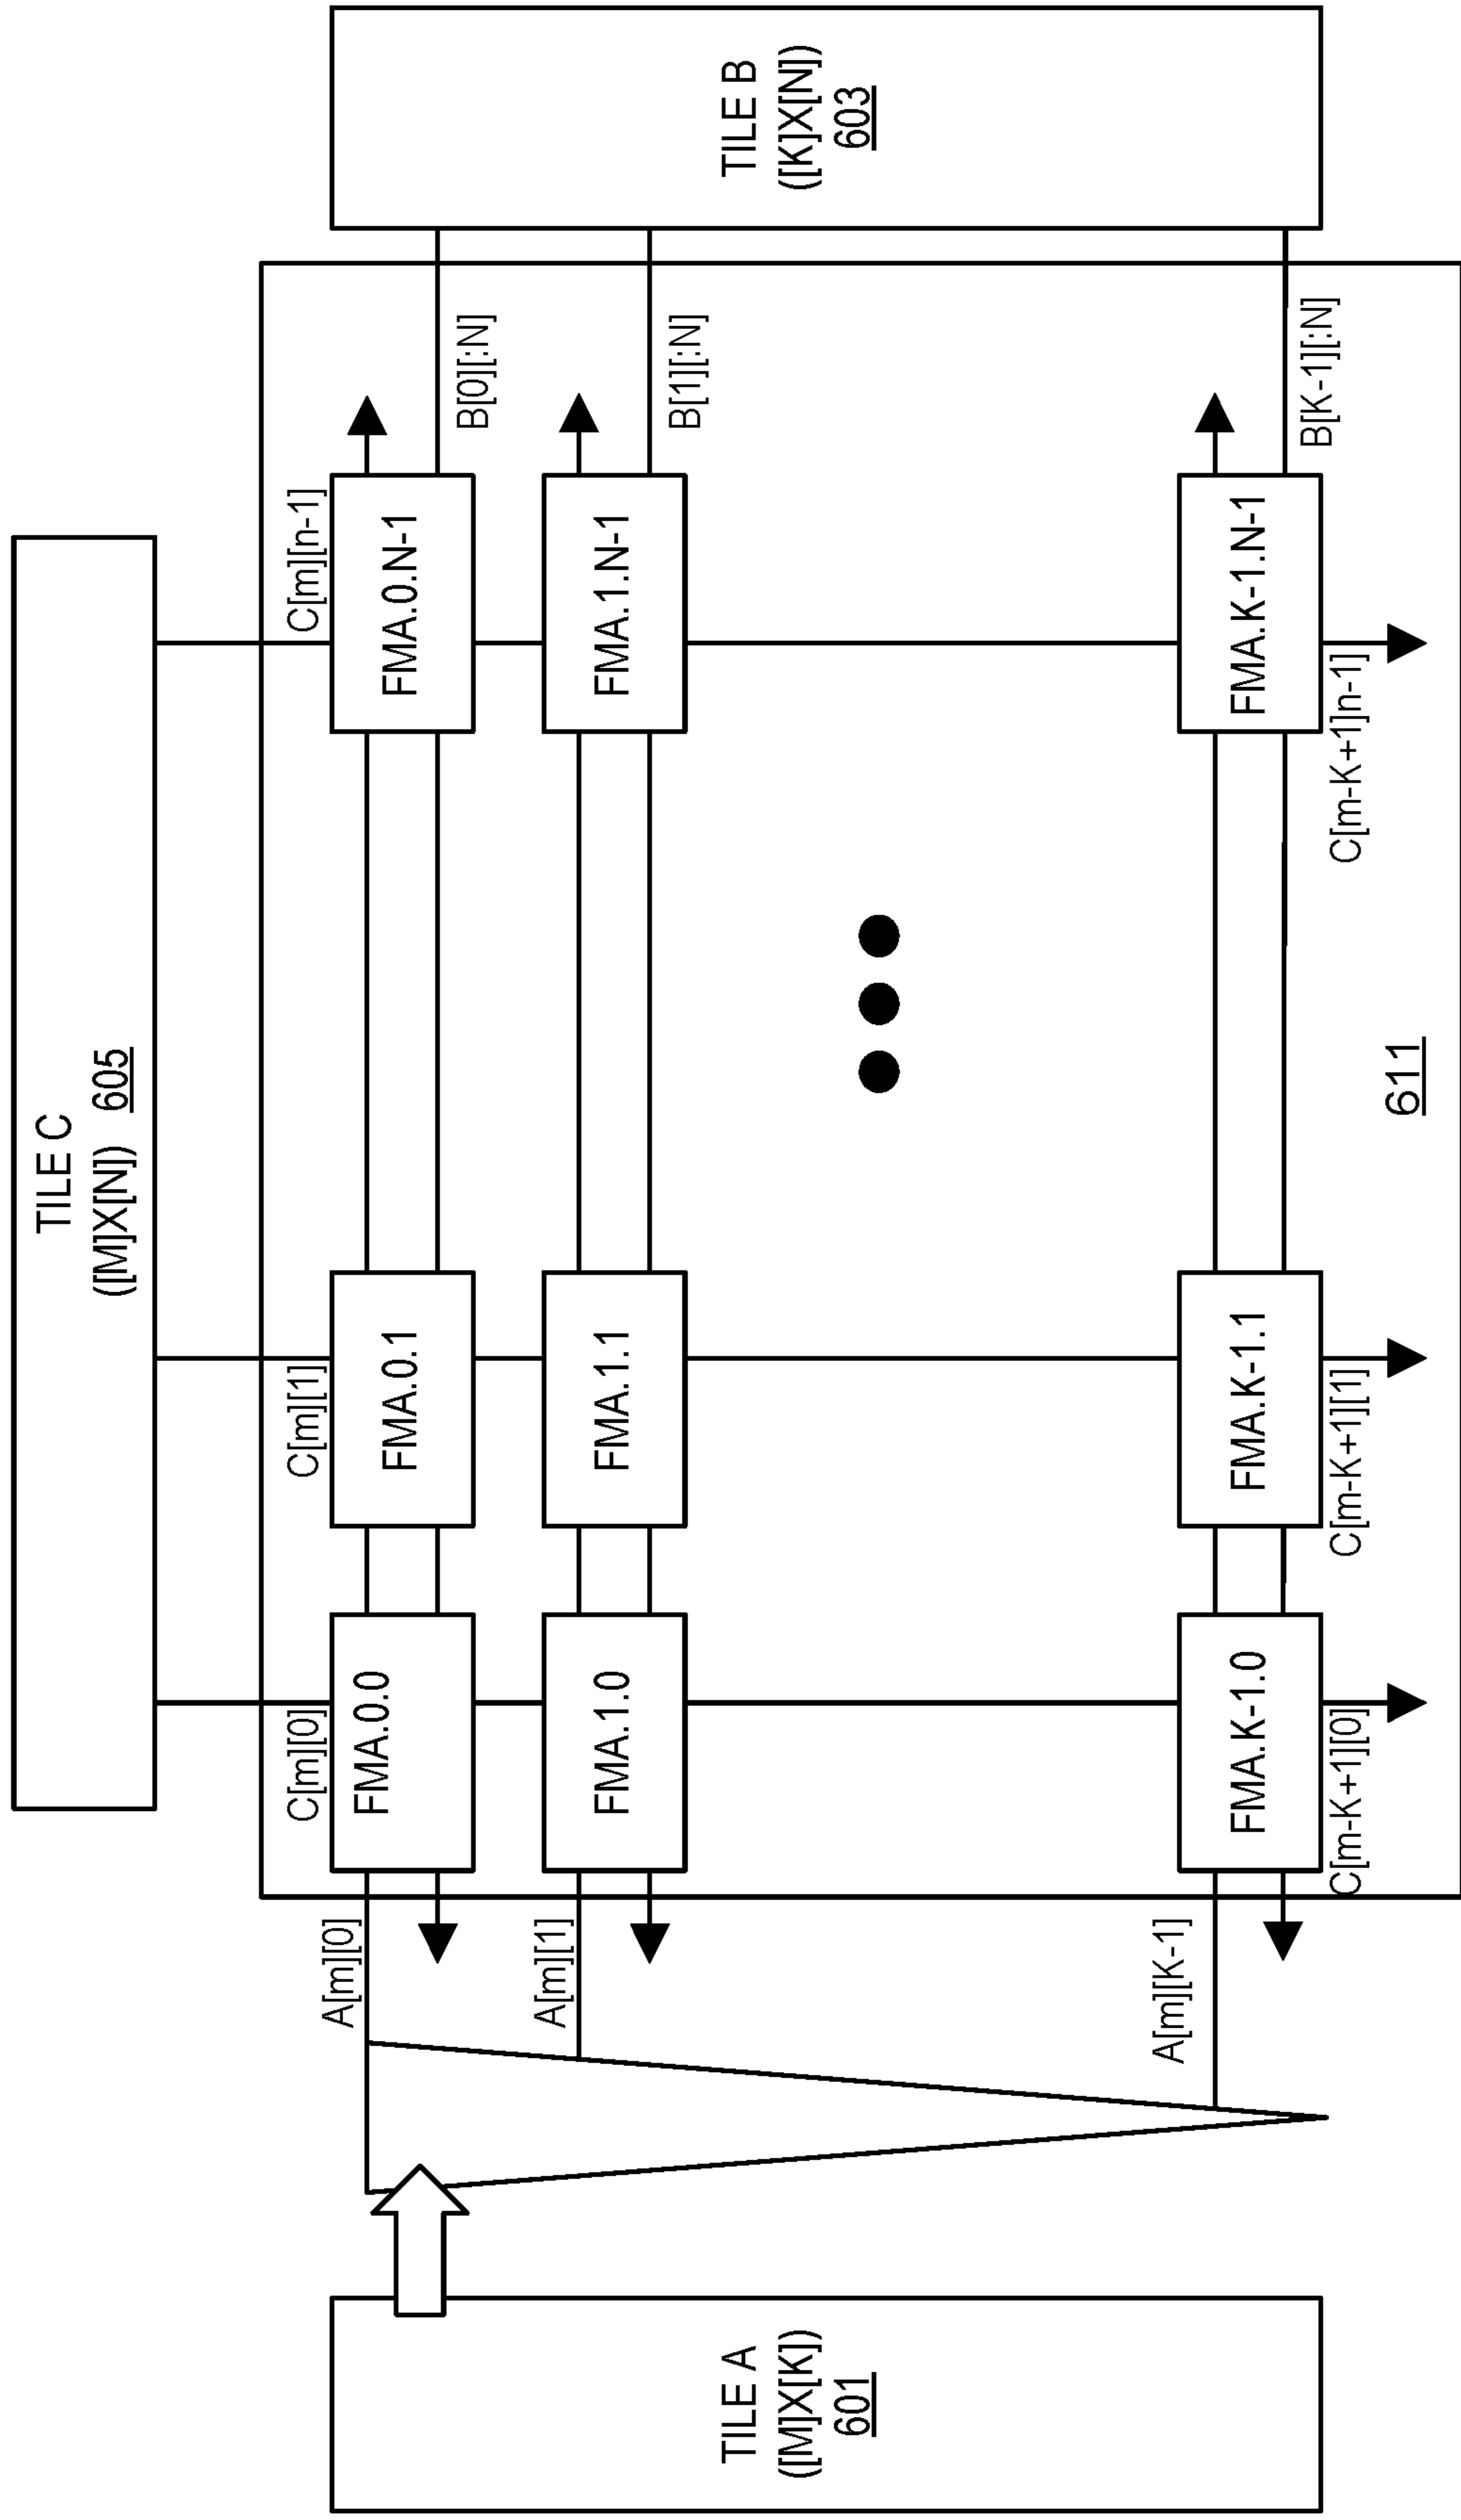 TILE C
([M]X[N]) 605
C[m][0]
C[m][1]
C[m][n-1]
A[m][0]
FMA.0.0
FMA.0.1
FMA.0.N-1
B[0][:N]
A[m][1]
FMA.1.0
FMA.1.1
FMA.1.N-1
B[1][:N]
TILE A
([M]X[K])
601
TILE B
([K]X[N])
603
A[m][K-1]
FMA.K-1.0
FMA.K-1.1
FMA.K-1.N-1
B[K-1][:N]
C[m-K+1][0]
C[m-K+1][1]
C[m-K+1]n-1]
611